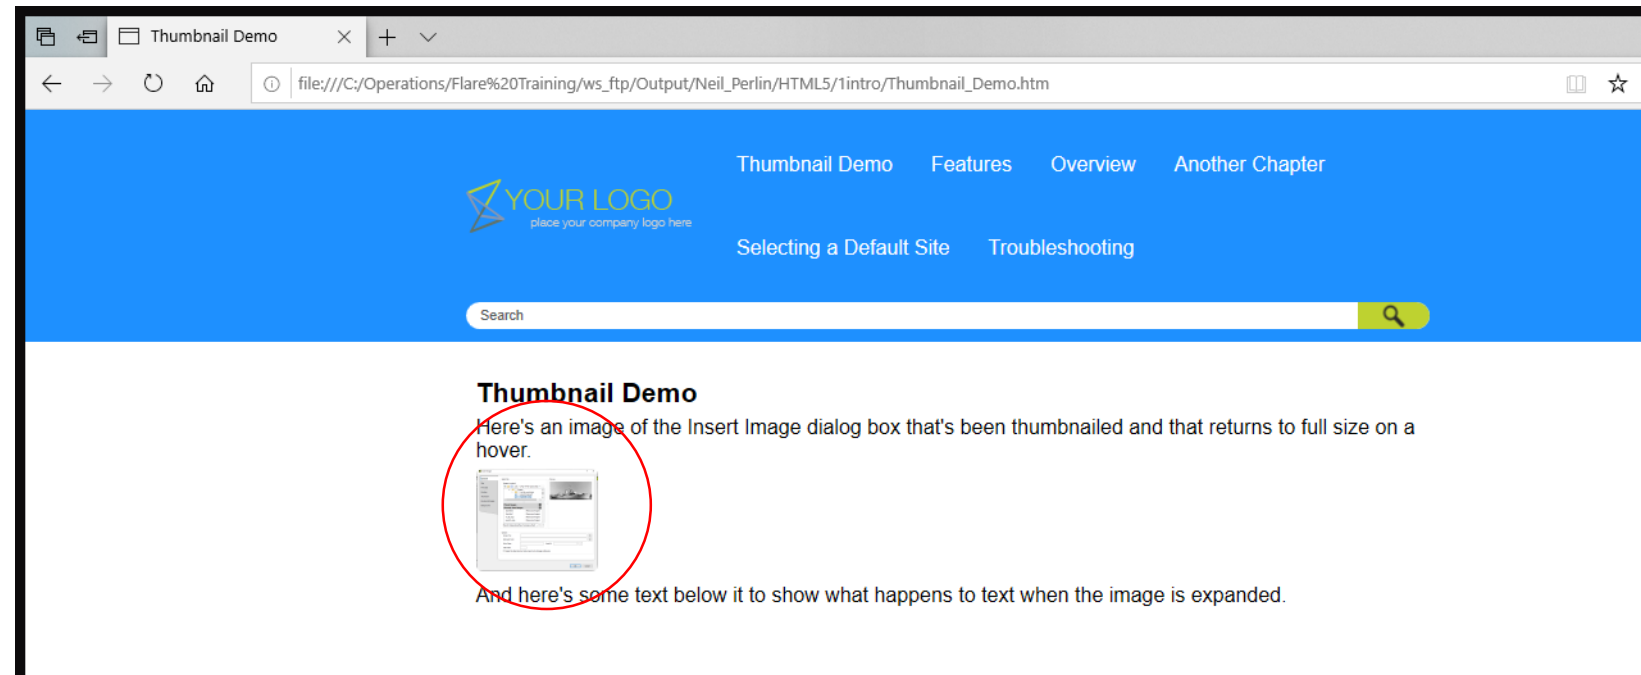 Thumbnail Demo
file:///C:/Operations/Flare%20Training/ws_ftp/Output/Neil_Perlin/HTML5/1intro/Thumbnail_Demo.htm
Thumbnail Demo Features Overview Another Chapter
YOUR LOGO
place your company logo here
Selecting a Default Site Troubleshooting
Search
Thumbnail Demo
Here's an image of the Insert Image dialog box that's been thumbnailed and that returns to full size on a
hover.
And here's some text below it to show what happens to text when the image is expanded.